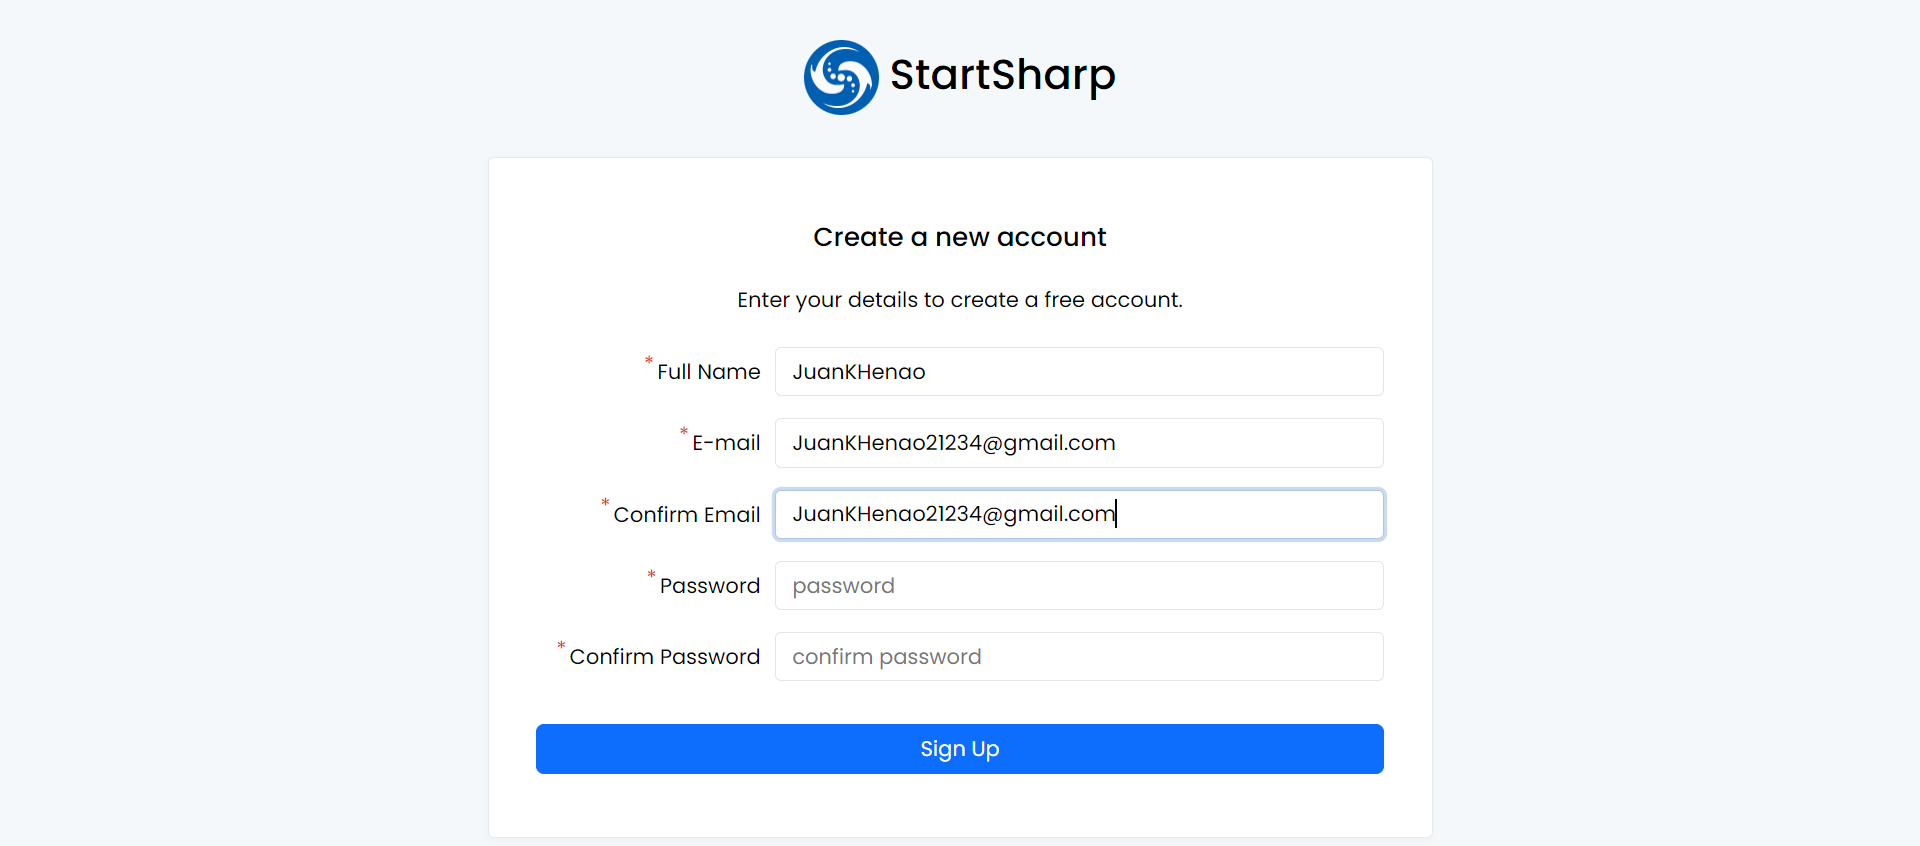 StartSharp
Create a new account
Enter your details to create a free account.
* Full Name JuanKHenao
* E-mail JuanKHenao21234@gmail.com
* Confirm Email JuanKHenao21234@gmail.com
* Password password
* Confirm Password confirm password
Sign Up